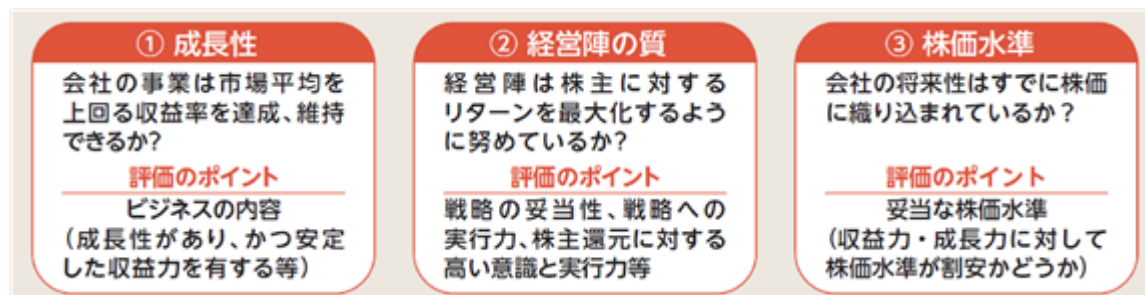 ① 成長性
会社の事業は市場平均を
上回る収益率を達成、維持
できるか?
評価のポイント
ビジネスの内容
（成長性があり、かつ安定
した収益力を有する等）
② 経営陣の質
経営陣は株主に対する
リターンを最大化するよう
に努めているか?
評価のポイント
戦略の妥当性、戦略への
実行力、株主還元に対する
高い意識と実行力等
③ 株価水準
会社の将来性はすでに株価
に織り込まれているか？
評価のポイント
妥当な株価水準
（収益力・成長力に対して
株価水準が割安かどうか）